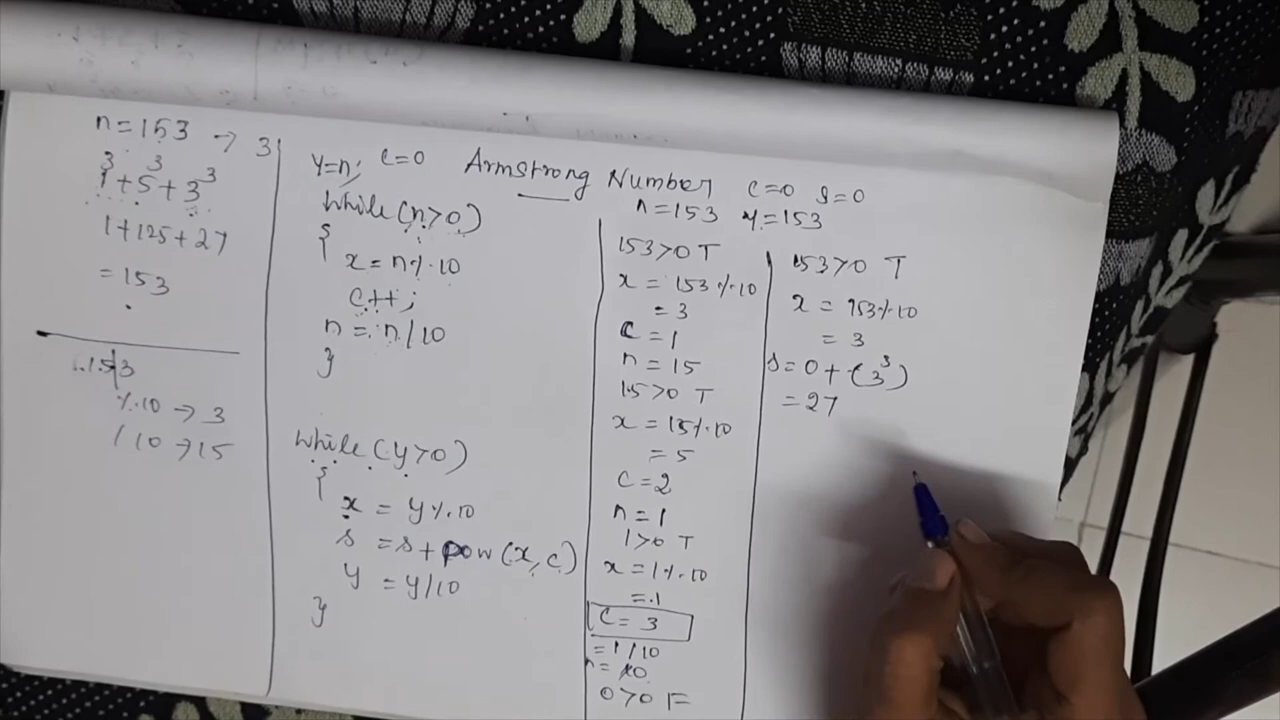 n=153 → 3
1³+5³+3³
1+125+27
=153
153
%10 → 3
/10 → 15
Y=n; c=0
While(n>0)
{
x = n%10
c++;
n = n/10
}
while(y>0)
{
x = y%10
s = s+pow(x,c)
y = y/10
}
Armstrong Number c=0 s=0
n=153 y=153
153>0 T
x = 153%10
= 3
c = 1
n = 15
15>0 T
x = 15%10
= 5
c = 2
n = 1
1>0 T
x = 1%10
= 1
c = 3
= 1/10
n = 0
0>0 F
153>0 T
x = 153%10
= 3
s = 0+(3³)
= 27